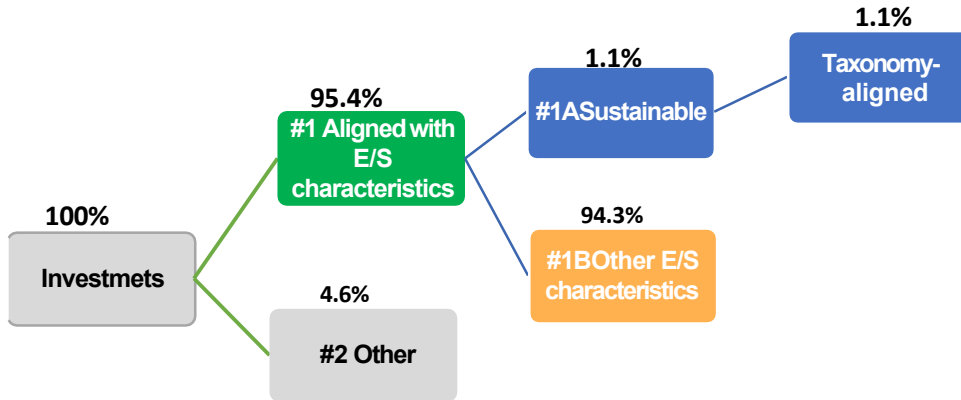 1.1%
Taxonomy-
aligned
1.1%
#1ASustainable
95.4%
#1 Aligned with
E/S
characteristics
94.3%
#1BOther E/S
characteristics
100%
Investmets
4.6%
#2 Other